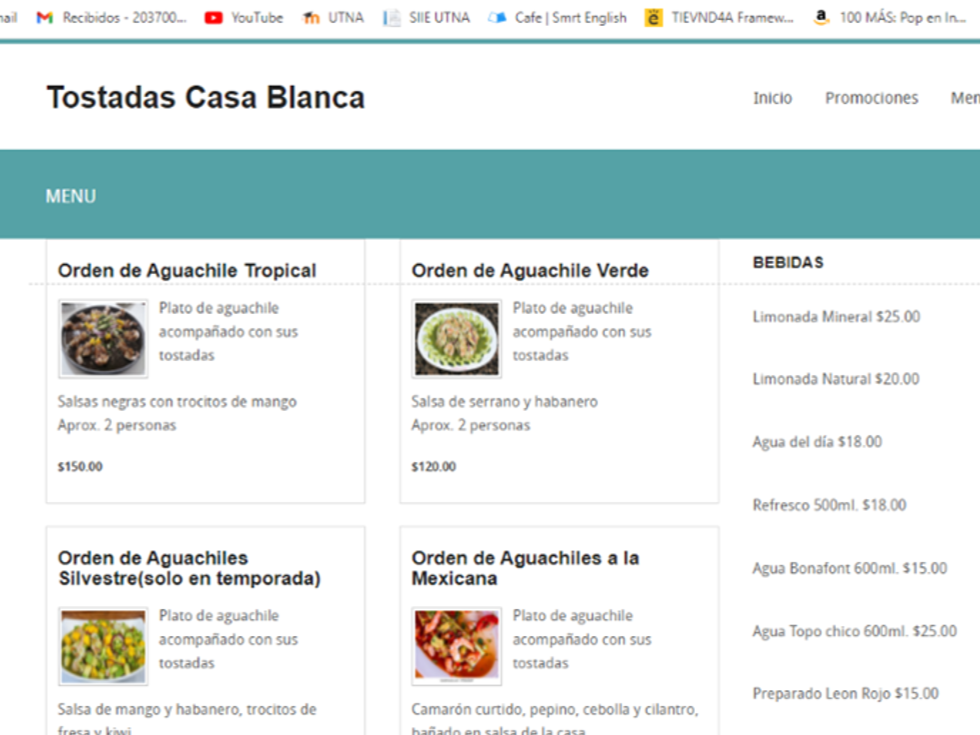 Recibidos - 203700... YouTube UTNA SIIE UTNA Cafe | Smrt English TIEVND4A Framew... 100 MÁS: Pop en In...
Tostadas Casa Blanca
Inicio Promociones
MENU
Orden de Aguachile Tropical
Plato de aguachile
acompañado con sus
tostadas
Salsas negras con trocitos de mango
Aprox. 2 personas
$150.00
Orden de Aguachile Verde
Plato de aguachile
acompañado con sus
tostadas
Salsa de serrano y habanero
Aprox. 2 personas
$120.00
Orden de Aguachiles
Silvestre(solo en temporada)
Plato de aguachile
acompañado con sus
tostadas
Salsa de mango y habanero, trocitos de
fresa y kiwi
Orden de Aguachiles a la
Mexicana
Plato de aguachile
acompañado con sus
tostadas
Camarón curtido, pepino, cebolla y cilantro,
bañado en salsa de la casa
BEBIDAS
Limonada Mineral $25.00
Limonada Natural $20.00
Agua del día $18.00
Refresco 500ml. $18.00
Agua Bonafont 600ml. $15.00
Agua Topo chico 600ml. $25.00
Preparado Leon Rojo $15.00